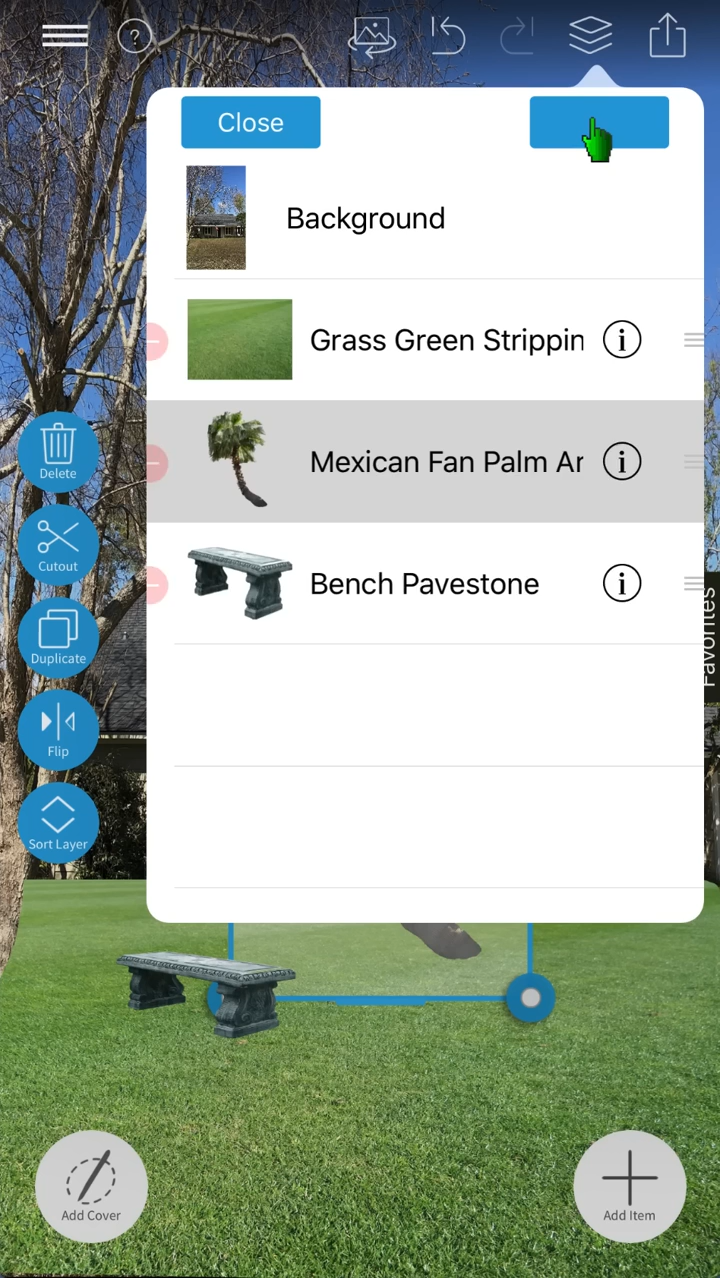 ?
Close
Background
Grass Green Strippin
i
Mexican Fan Palm Ar
i
Bench Pavestone
i
Delete
Cutout
Duplicate
Flip
Sort Layer
Favorites
Add Cover
Add Item